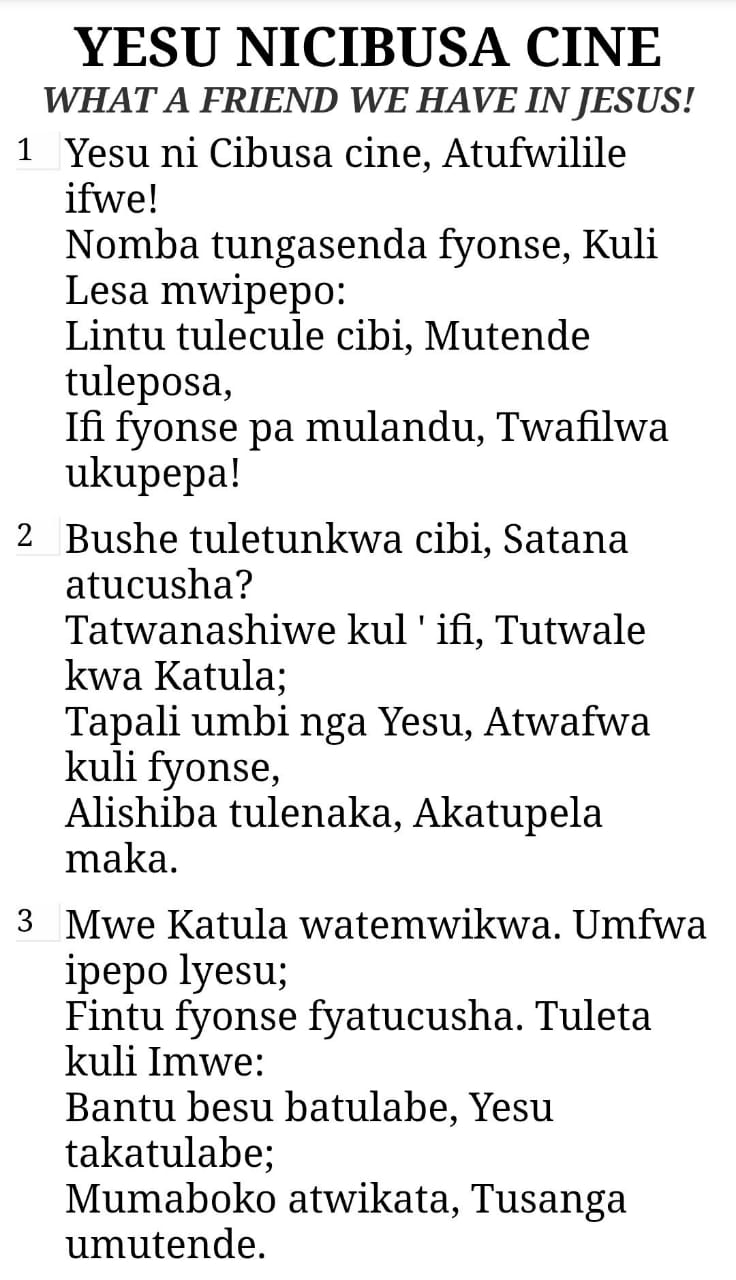 YESU NICIBUSA CINE
WHAT A FRIEND WE HAVE IN JESUS!
1 Yesu ni Cibusa cine, Atufwilile
ifwe!
Nomba tungasenda fyonse, Kuli
Lesa mwipepo:
Lintu tulecule cibi, Mutende
tuleposa,
Ifi fyonse pa mulandu, Twafilwa
ukupepa!
2 Bushe tuletunkwa cibi, Satana
atucusha?
Tatwanashiwe kul ' ifi, Tutwale
kwa Katula;
Tapali umbi nga Yesu, Atwafwa
kuli fyonse,
Alishiba tulenaka, Akatupela
maka.
3 Mwe Katula watemwikwa. Umfwa
ipepo lyesu;
Fintu fyonse fyatucusha. Tuleta
kuli Imwe:
Bantu besu batulabe, Yesu
takatulabe;
Mumaboko atwikata, Tusanga
umutende.